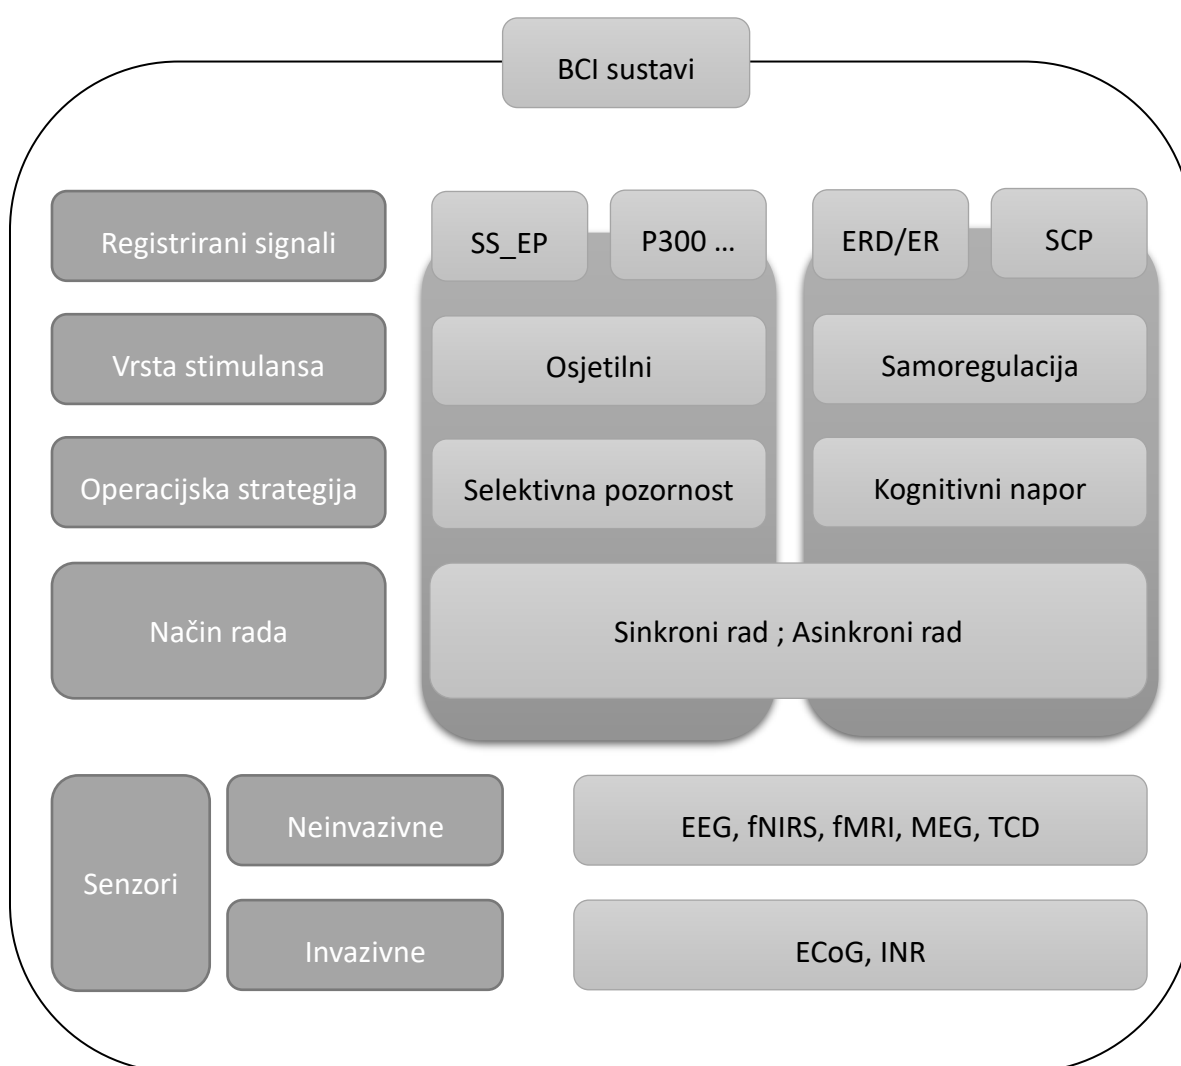 BCI sustavi
Registrirani signali
SS_EP
P300 ...
ERD/ER
SCP
Vrsta stimulansa
Osjetilni
Samoregulacija
Operacijska strategija
Selektivna pozornost
Kognitivni napor
Način rada
Sinkroni rad ; Asinkroni rad
Senzori
Neinvazivne
EEG, fNIRS, fMRI, MEG, TCD
Invazivne
ECoG, INR